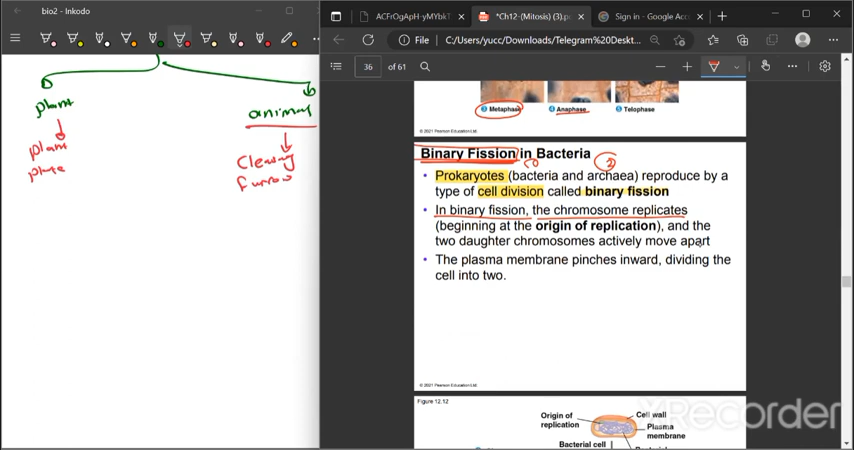 bio2 - Inkodo
plant
animal
plam
plate
Cleavag
furrow
ACFrOgApH-yMYbkT
*Ch12-(Mitosis) (3).p
Sign in - Google Acc
File
C:/Users/yucc/Downloads/Telegram%20Deskt...
36 of 61
3 Metaphase
4 Anaphase
5 Telophase
© 2021 Pearson Education Ltd.
Binary Fission in Bacteria
• Prokaryotes (bacteria and archaea) reproduce by a
type of cell division called binary fission
• In binary fission, the chromosome replicates
(beginning at the origin of replication), and the
two daughter chromosomes actively move apart
• The plasma membrane pinches inward, dividing the
cell into two.
© 2021 Pearson Education Ltd.
Figure 12.12
Origin of
replication
Cell wall
Plasma
membrane
Bacterial cell
XRecorder